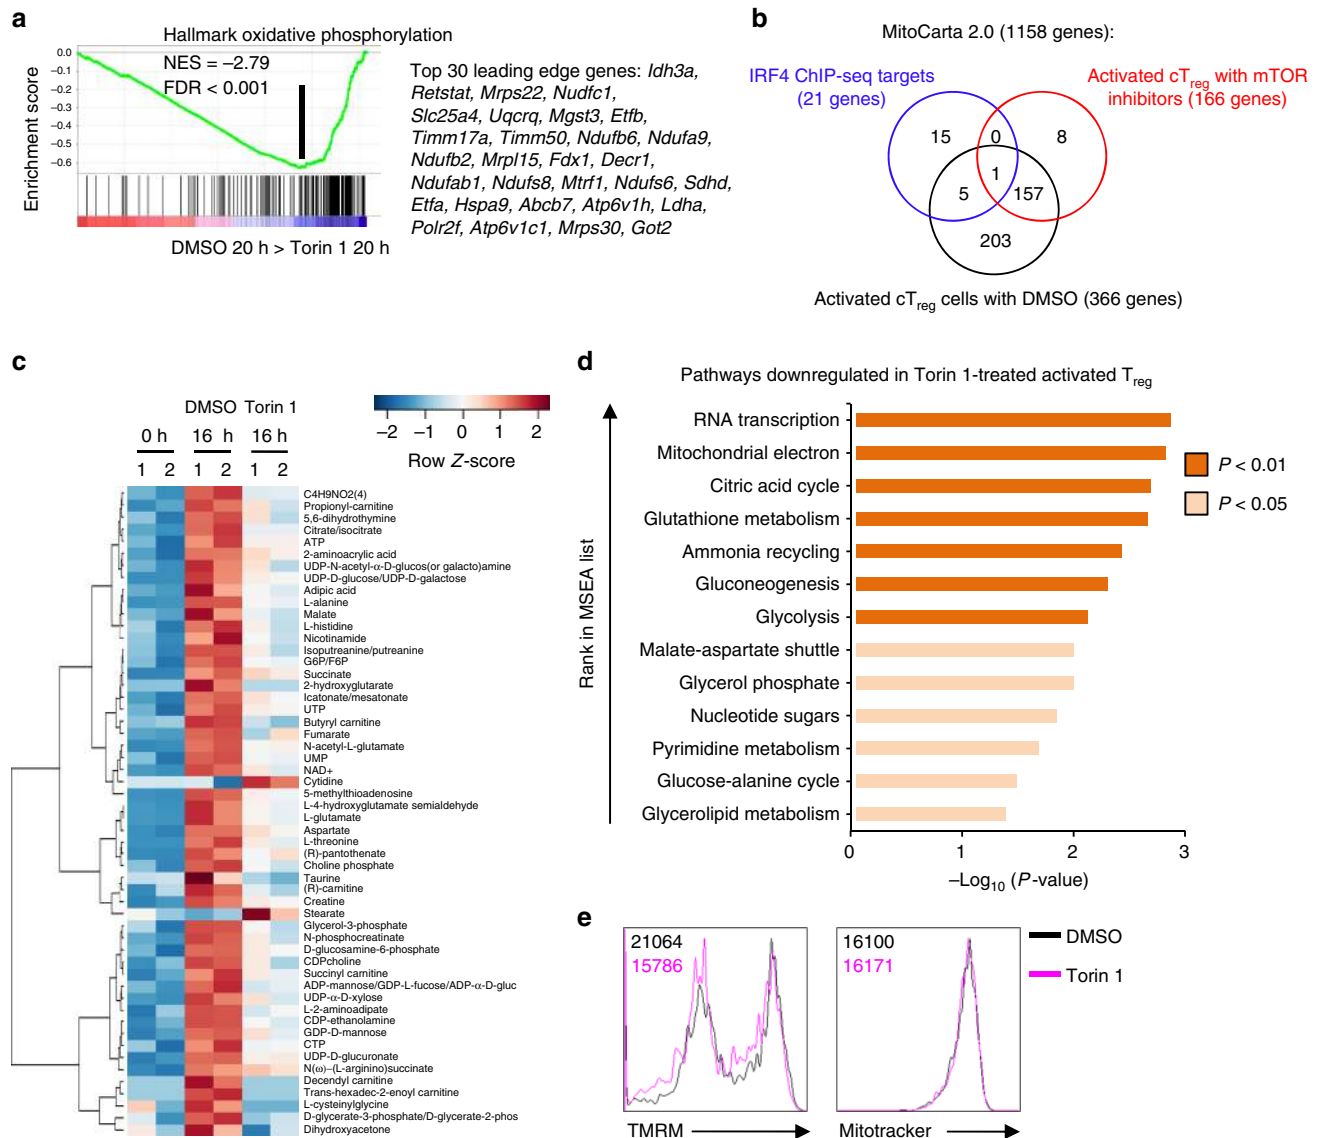 a
Hallmark oxidative phosphorylation
NES = –2.79
FDR < 0.001
Enrichment score
0.0
–0.1
–0.2
–0.3
–0.4
–0.5
–0.6
DMSO 20 h > Torin 1 20 h
Top 30 leading edge genes: Idh3a,
Retstat, Mrps22, Nudfc1,
Slc25a4, Uqcrq, Mgst3, Etfb,
Timm17a, Timm50, Ndufb6, Ndufa9,
Ndufb2, Mrpl15, Fdx1, Decr1,
Ndufab1, Ndufs8, Mtrf1, Ndufs6, Sdhd,
Etfa, Hspa9, Abcb7, Atp6v1h, Ldha,
Polr2f, Atp6v1c1, Mrps30, Got2
b
MitoCarta 2.0 (1158 genes):
IRF4 ChIP-seq targets
(21 genes)
Activated cTreg with mTOR
inhibitors (166 genes)
15
0
8
1
5
157
203
Activated cTreg cells with DMSO (366 genes)
c
DMSO Torin 1
0 h 16 h 16 h
1 2 1 2 1 2
–2 –1 0 1 2
Row Z-score
C4H9NO2(4)
Propionyl-carnitine
5,6-dihydrothymine
Citrate/isocitrate
ATP
2-aminoacrylic acid
UDP-N-acetyl-α-D-glucos(or galacto)amine
UDP-D-glucose/UDP-D-galactose
Adipic acid
L-alanine
Malate
L-histidine
Nicotinamide
Isoputreanine/putreanine
G6P/F6P
Succinate
2-hydroxyglutarate
Icatonate/mesatonate
UTP
Butyryl carnitine
Fumarate
N-acetyl-L-glutamate
UMP
NAD+
Cytidine
5-methylthioadenosine
L-4-hydroxyglutamate semialdehyde
L-glutamate
Aspartate
L-threonine
(R)-pantothenate
Choline phosphate
Taurine
(R)-carnitine
Creatine
Stearate
Glycerol-3-phosphate
N-phosphocreatinate
D-glucosamine-6-phosphate
CDPcholine
Succinyl carnitine
ADP-mannose/GDP-L-fucose/ADP-α-D-gluc
UDP-α-D-xylose
L-2-aminoadipate
CDP-ethanolamine
GDP-D-mannose
CTP
UDP-D-glucuronate
N(ω)–(L-arginino)succinate
Decendyl carnitine
Trans-hexadec-2-enoyl carnitine
L-cysteinylglycine
D-glycerate-3-phosphate/D-glycerate-2-phos
Dihydroxyacetone
d
Pathways downregulated in Torin 1-treated activated Treg
Rank in MSEA list
RNA transcription
Mitochondrial electron
Citric acid cycle
Glutathione metabolism
Ammonia recycling
Gluconeogenesis
Glycolysis
Malate-aspartate shuttle
Glycerol phosphate
Nucleotide sugars
Pyrimidine metabolism
Glucose-alanine cycle
Glycerolipid metabolism
0 1 2 3
–Log10 (P-value)
P < 0.01
P < 0.05
e
21064
15786
TMRM
16100
16171
Mitotracker
DMSO
Torin 1